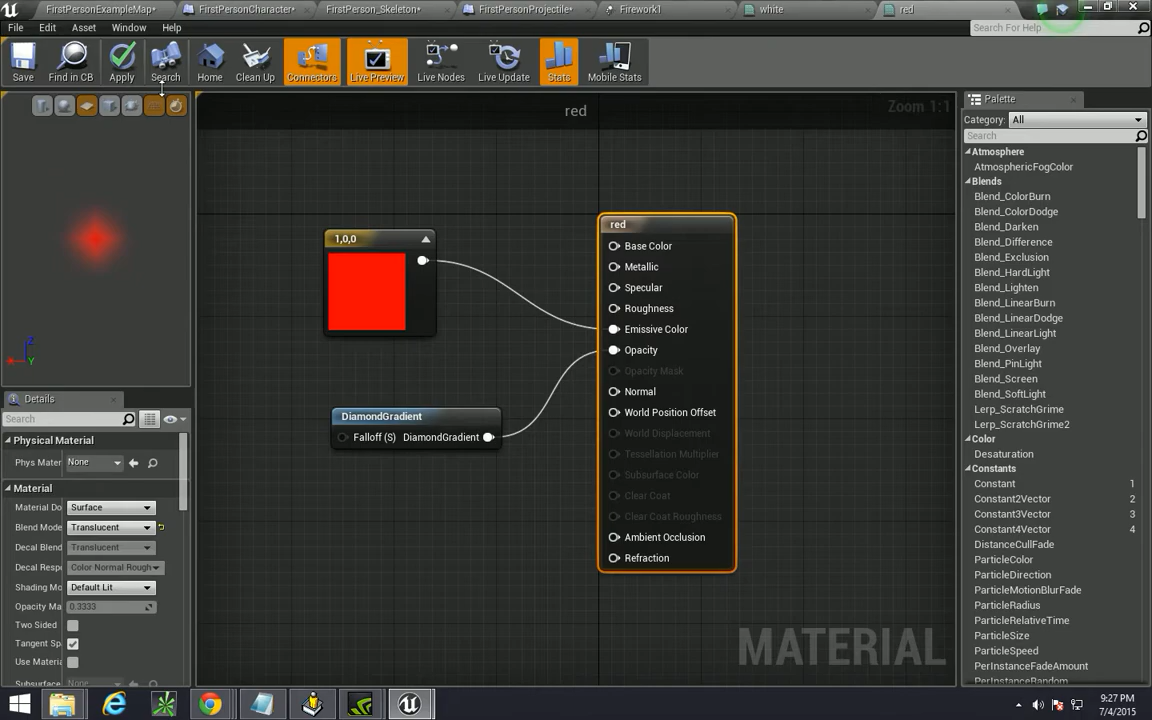 FirstPersonExampleMap*
FirstPersonCharacter*
FirstPerson_Skeleton*
FirstPersonProjectile*
Firework1
white
red
File
Edit
Asset
Window
Help
Search For Help
Save
Find in CB
Apply
Search
Home
Clean Up
Connectors
Live Preview
Live Nodes
Live Update
Stats
Mobile Stats
red
Zoom 1:1
Z
Y
Details
Search
Physical Material
Phys Mater
None
Material
Material Do
Surface
Blend Mode
Translucent
Decal Blend
Translucent
Decal Respo
Color Normal Rough
Shading Mo
Default Lit
Opacity Ma
0.3333
Two Sided
Tangent Sp
Use Materia
Subsurface
None
1,0,0
DiamondGradient
Falloff (S)
DiamondGradient
red
Base Color
Metallic
Specular
Roughness
Emissive Color
Opacity
Opacity Mask
Normal
World Position Offset
World Displacement
Tessellation Multiplier
Subsurface Color
Clear Coat
Clear Coat Roughness
Ambient Occlusion
Refraction
MATERIAL
Palette
Category: All
Search
Atmosphere
AtmosphericFogColor
Blends
Blend_ColorBurn
Blend_ColorDodge
Blend_Darken
Blend_Difference
Blend_Exclusion
Blend_HardLight
Blend_Lighten
Blend_LinearBurn
Blend_LinearDodge
Blend_LinearLight
Blend_Overlay
Blend_PinLight
Blend_Screen
Blend_SoftLight
Lerp_ScratchGrime
Lerp_ScratchGrime2
Color
Desaturation
Constants
Constant 1
Constant2Vector 2
Constant3Vector 3
Constant4Vector 4
DistanceCullFade
ParticleColor
ParticleDirection
ParticleMotionBlurFade
ParticleRadius
ParticleRelativeTime
ParticleSize
ParticleSpeed
PerInstanceFadeAmount
9:27 PM
7/4/2015